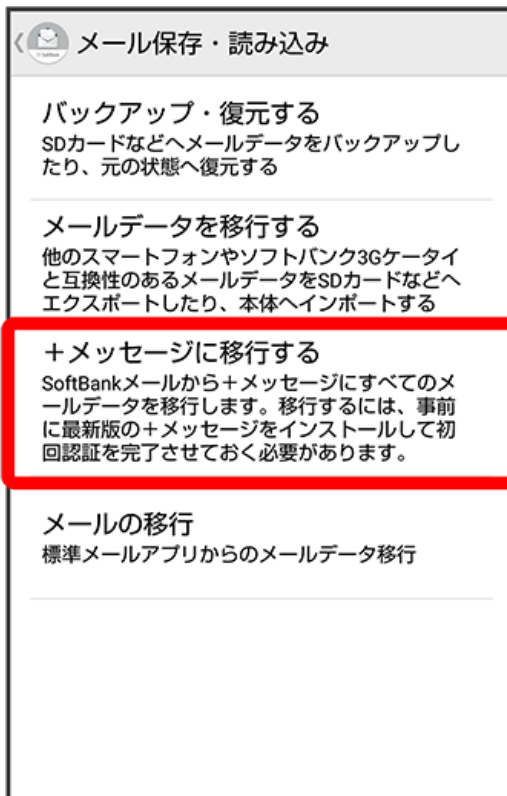 メール保存・読み込み
バックアップ・復元する
SDカードなどへメールデータをバックアップし
たり、元の状態へ復元する
メールデータを移行する
他のスマートフォンやソフトバンク3Gケータイ
と互換性のあるメールデータをSDカードなどへ
エクスポートしたり、本体へインポートする
＋メッセージに移行する
SoftBankメールから＋メッセージにすべてのメ
ールデータを移行します。移行するには、事前
に最新版の＋メッセージをインストールして初
回認証を完了させておく必要があります。
メールの移行
標準メールアプリからのメールデータ移行